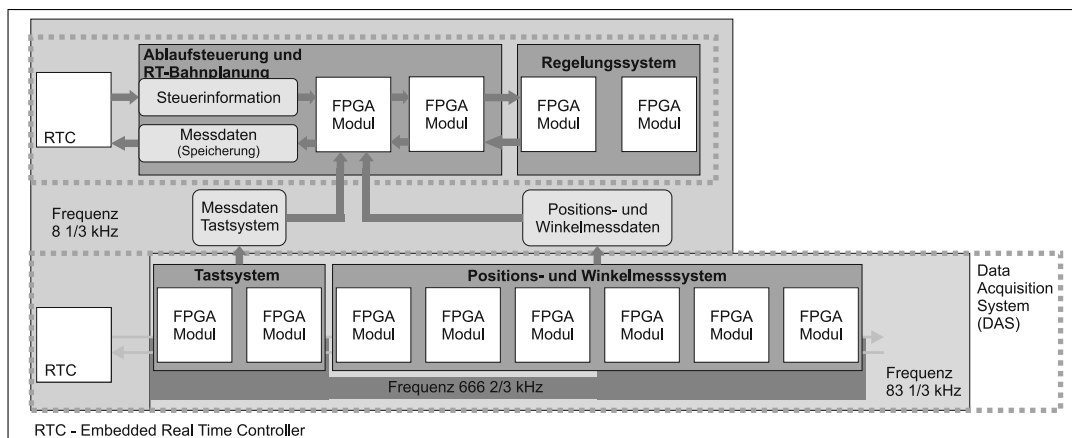 Ablaufsteuerung und
RT-Bahnplanung
Regelungssystem
RTC
Steuerinformation
Messdaten
(Speicherung)
FPGA
Modul
FPGA
Modul
FPGA
Modul
FPGA
Modul
Frequenz
8 1/3 kHz
Messdaten
Tastsystem
Positions- und
Winkelmessdaten
Tastsystem
Positions- und Winkelmesssystem
RTC
FPGA
Modul
FPGA
Modul
FPGA
Modul
FPGA
Modul
FPGA
Modul
FPGA
Modul
FPGA
Modul
FPGA
Modul
Data
Acquisition
System
(DAS)
Frequenz 666 2/3 kHz
Frequenz
83 1/3 kHz
RTC - Embedded Real Time Controller